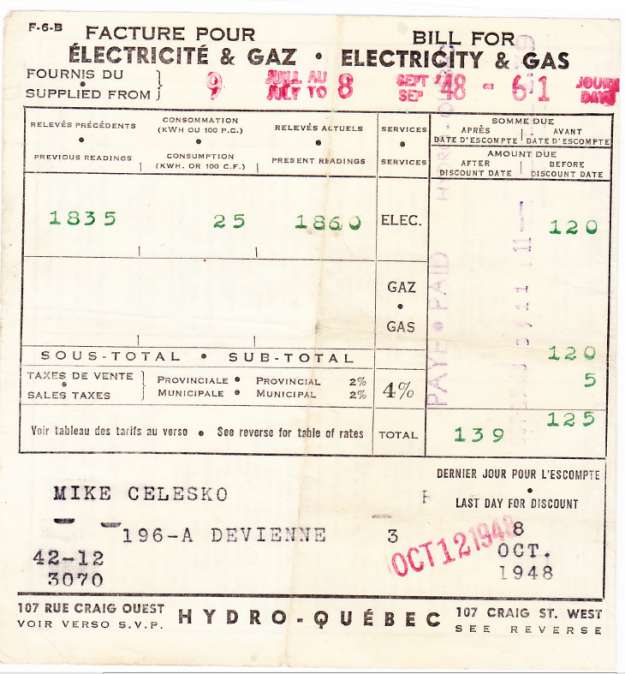 F-6-B
FACTURE POUR BILL FOR
ÉLECTRICITÉ & GAZ • ELECTRICITY & GAS
FOURNIS DU
SUPPLIED FROM } 9 JUIL AU JULY TO 8 SEPT SEP '48 - 61 JOURS DAYS
SOMME DUE
RELEVÉS PRÉCÉDENTS CONSOMMATION (KWH OU 100 P.C.) RELEVÉS ACTUELS SERVICES APRÈS DATE D'ESCOMPTE AVANT DATE D'ESCOMPTE
AMOUNT DUE
PREVIOUS READINGS CONSUMPTION (KWH. OR 100 C.F.) PRESENT READINGS SERVICES AFTER DISCOUNT DATE BEFORE DISCOUNT DATE
1835 25 1860 ELEC. 120
GAZ
•
GAS
PAYÉ • PAID
SOUS-TOTAL • SUB-TOTAL 120
TAXES DE VENTE • SALES TAXES } PROVINCIALE • PROVINCIAL 2% 4% 5
MUNICIPALE • MUNICIPAL 2%
Voir tableau des tarifs au verso • See reverse for table of rates TOTAL 139 125
DERNIER JOUR POUR L'ESCOMPTE
•
LAST DAY FOR DISCOUNT
MIKE CELESKO
196-A DEVIENNE 3 8
OCT 12 1948
42-12 OCT.
3070 1948
107 RUE CRAIG OUEST HYDRO-QUÉBEC 107 CRAIG ST. WEST
VOIR VERSO S.V.P. SEE REVERSE